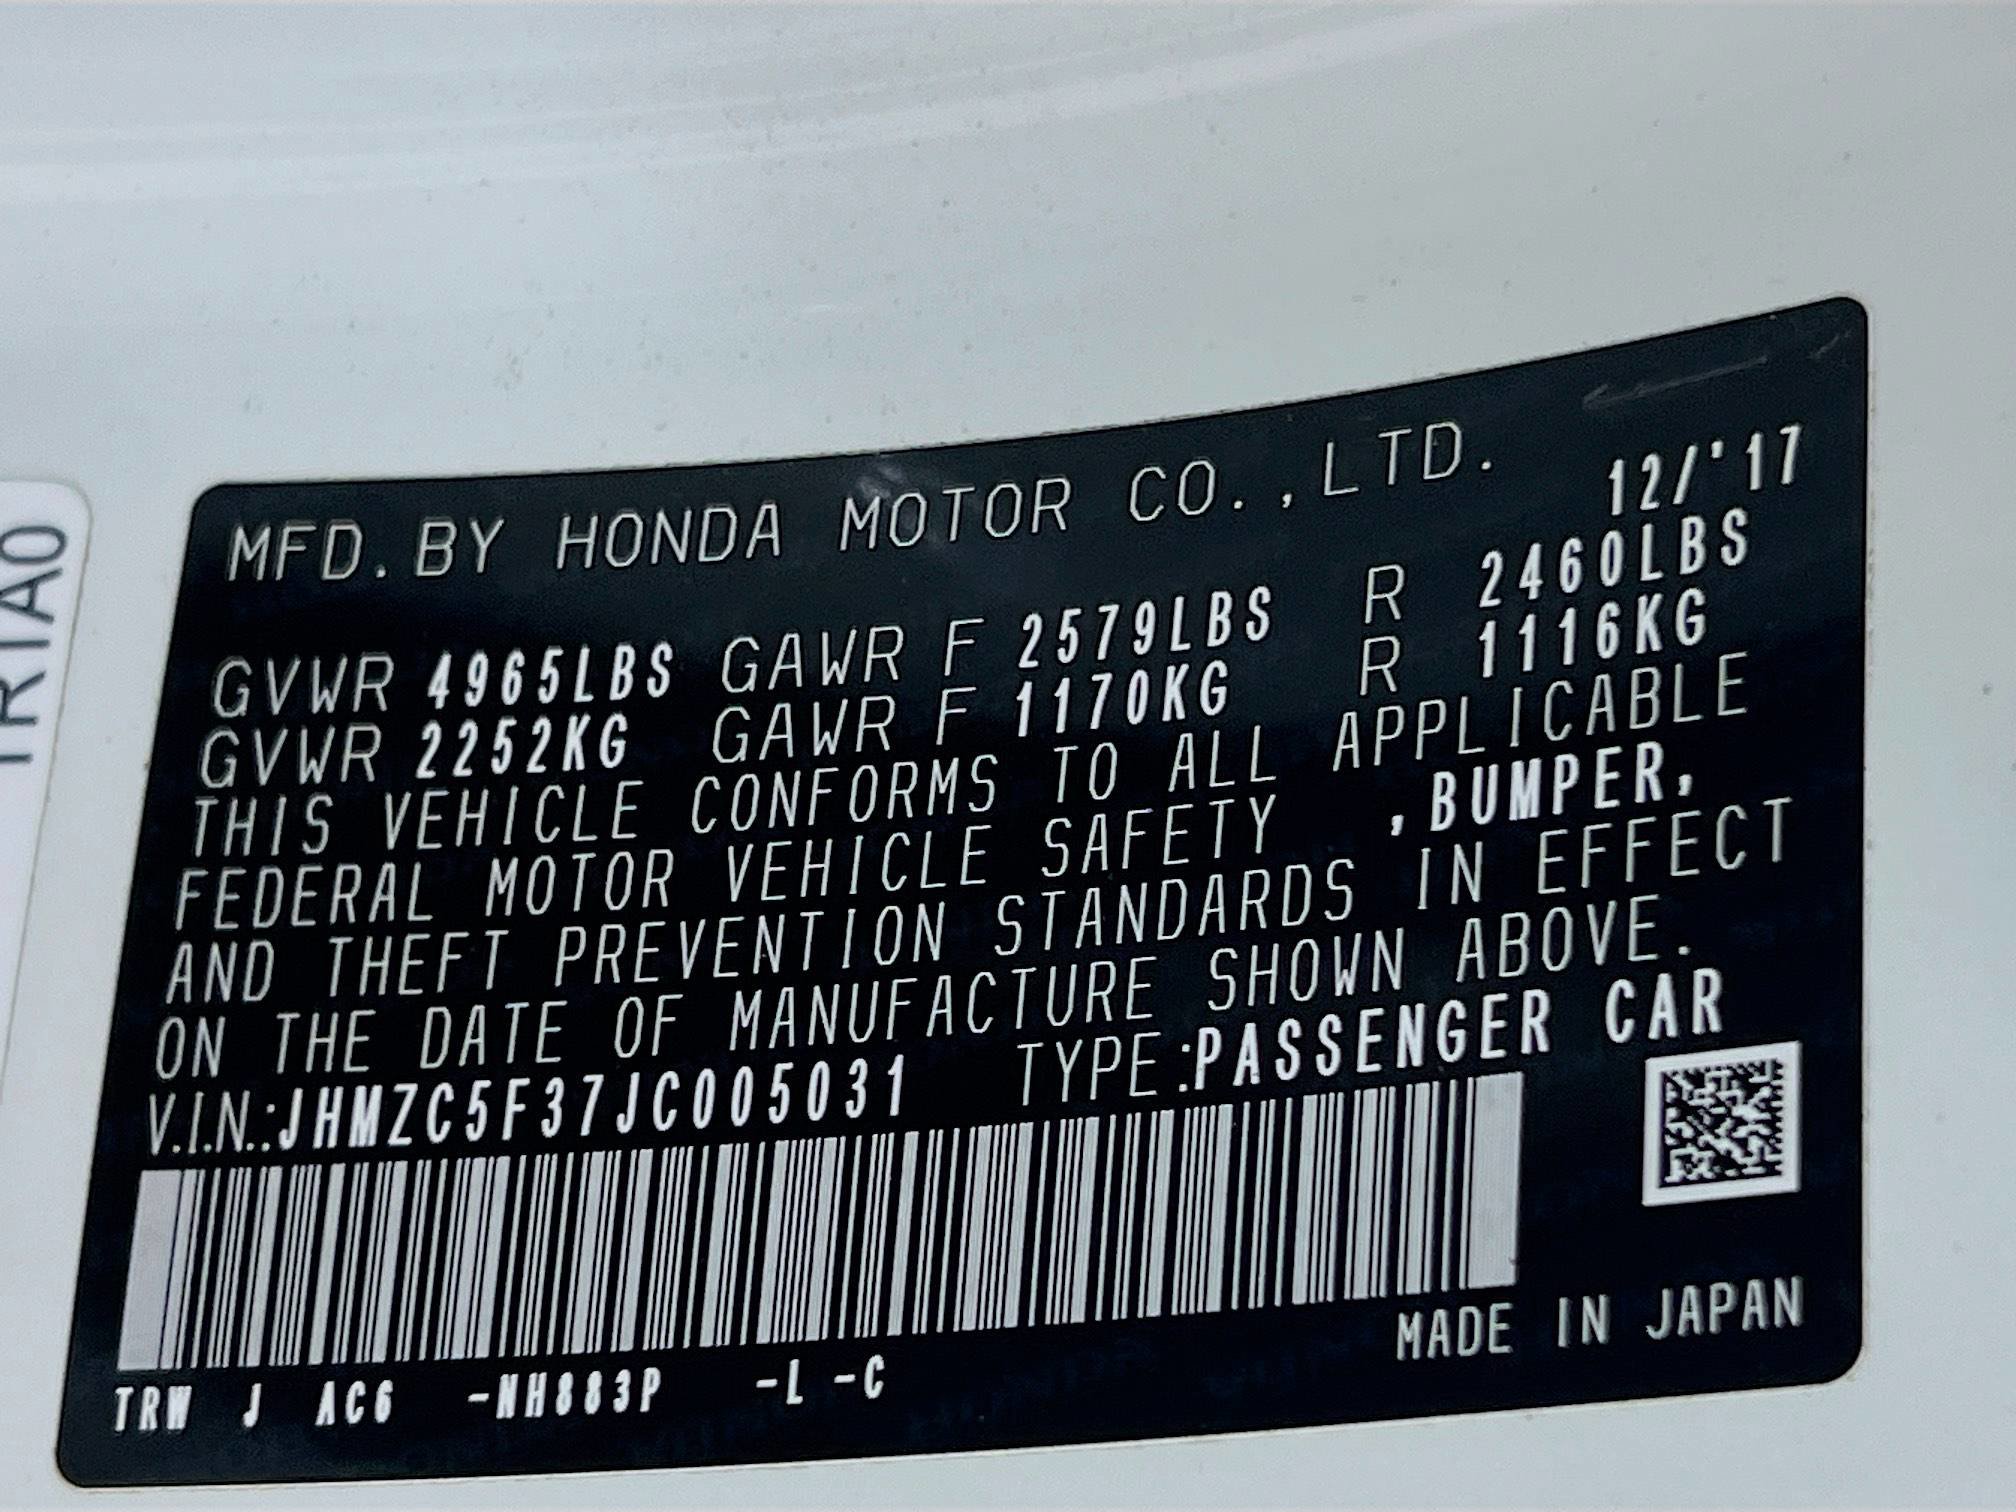 MFD. BY HONDA MOTOR CO., LTD. 12/'17
GVWR 4965LBS GAWR F 2579LBS R 2460LBS
GVWR 2252KG GAWR F 1170KG R 1116KG
THIS VEHICLE CONFORMS TO ALL APPLICABLE
FEDERAL MOTOR VEHICLE SAFETY , BUMPER,
AND THEFT PREVENTION STANDARDS IN EFFECT
ON THE DATE OF MANUFACTURE SHOWN ABOVE.
V.I.N.:JHMZC5F37JC005031 TYPE:PASSENGER CAR
MADE IN JAPAN
TRW J AC6 -NH883P -L -C